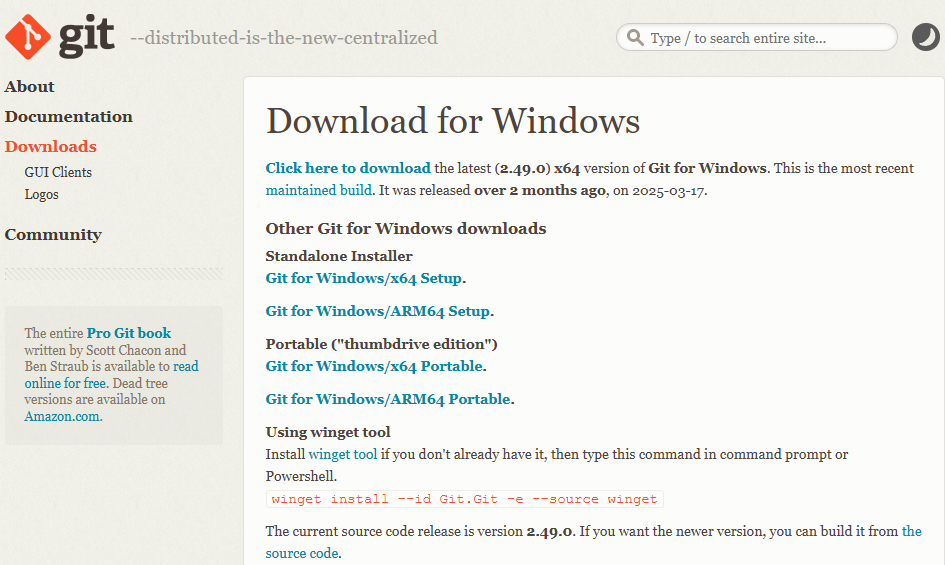 git --distributed-is-the-new-centralized
Type / to search entire site...
About
Documentation
Downloads
GUI Clients
Logos
Community
The entire Pro Git book
written by Scott Chacon and
Ben Straub is available to read
online for free. Dead tree
versions are available on
Amazon.com.
Download for Windows
Click here to download the latest (2.49.0) x64 version of Git for Windows. This is the most recent
maintained build. It was released over 2 months ago, on 2025-03-17.
Other Git for Windows downloads
Standalone Installer
Git for Windows/x64 Setup.
Git for Windows/ARM64 Setup.
Portable ("thumbdrive edition")
Git for Windows/x64 Portable.
Git for Windows/ARM64 Portable.
Using winget tool
Install winget tool if you don't already have it, then type this command in command prompt or
Powershell.
winget install --id Git.Git -e --source winget
The current source code release is version 2.49.0. If you want the newer version, you can build it from the
source code.